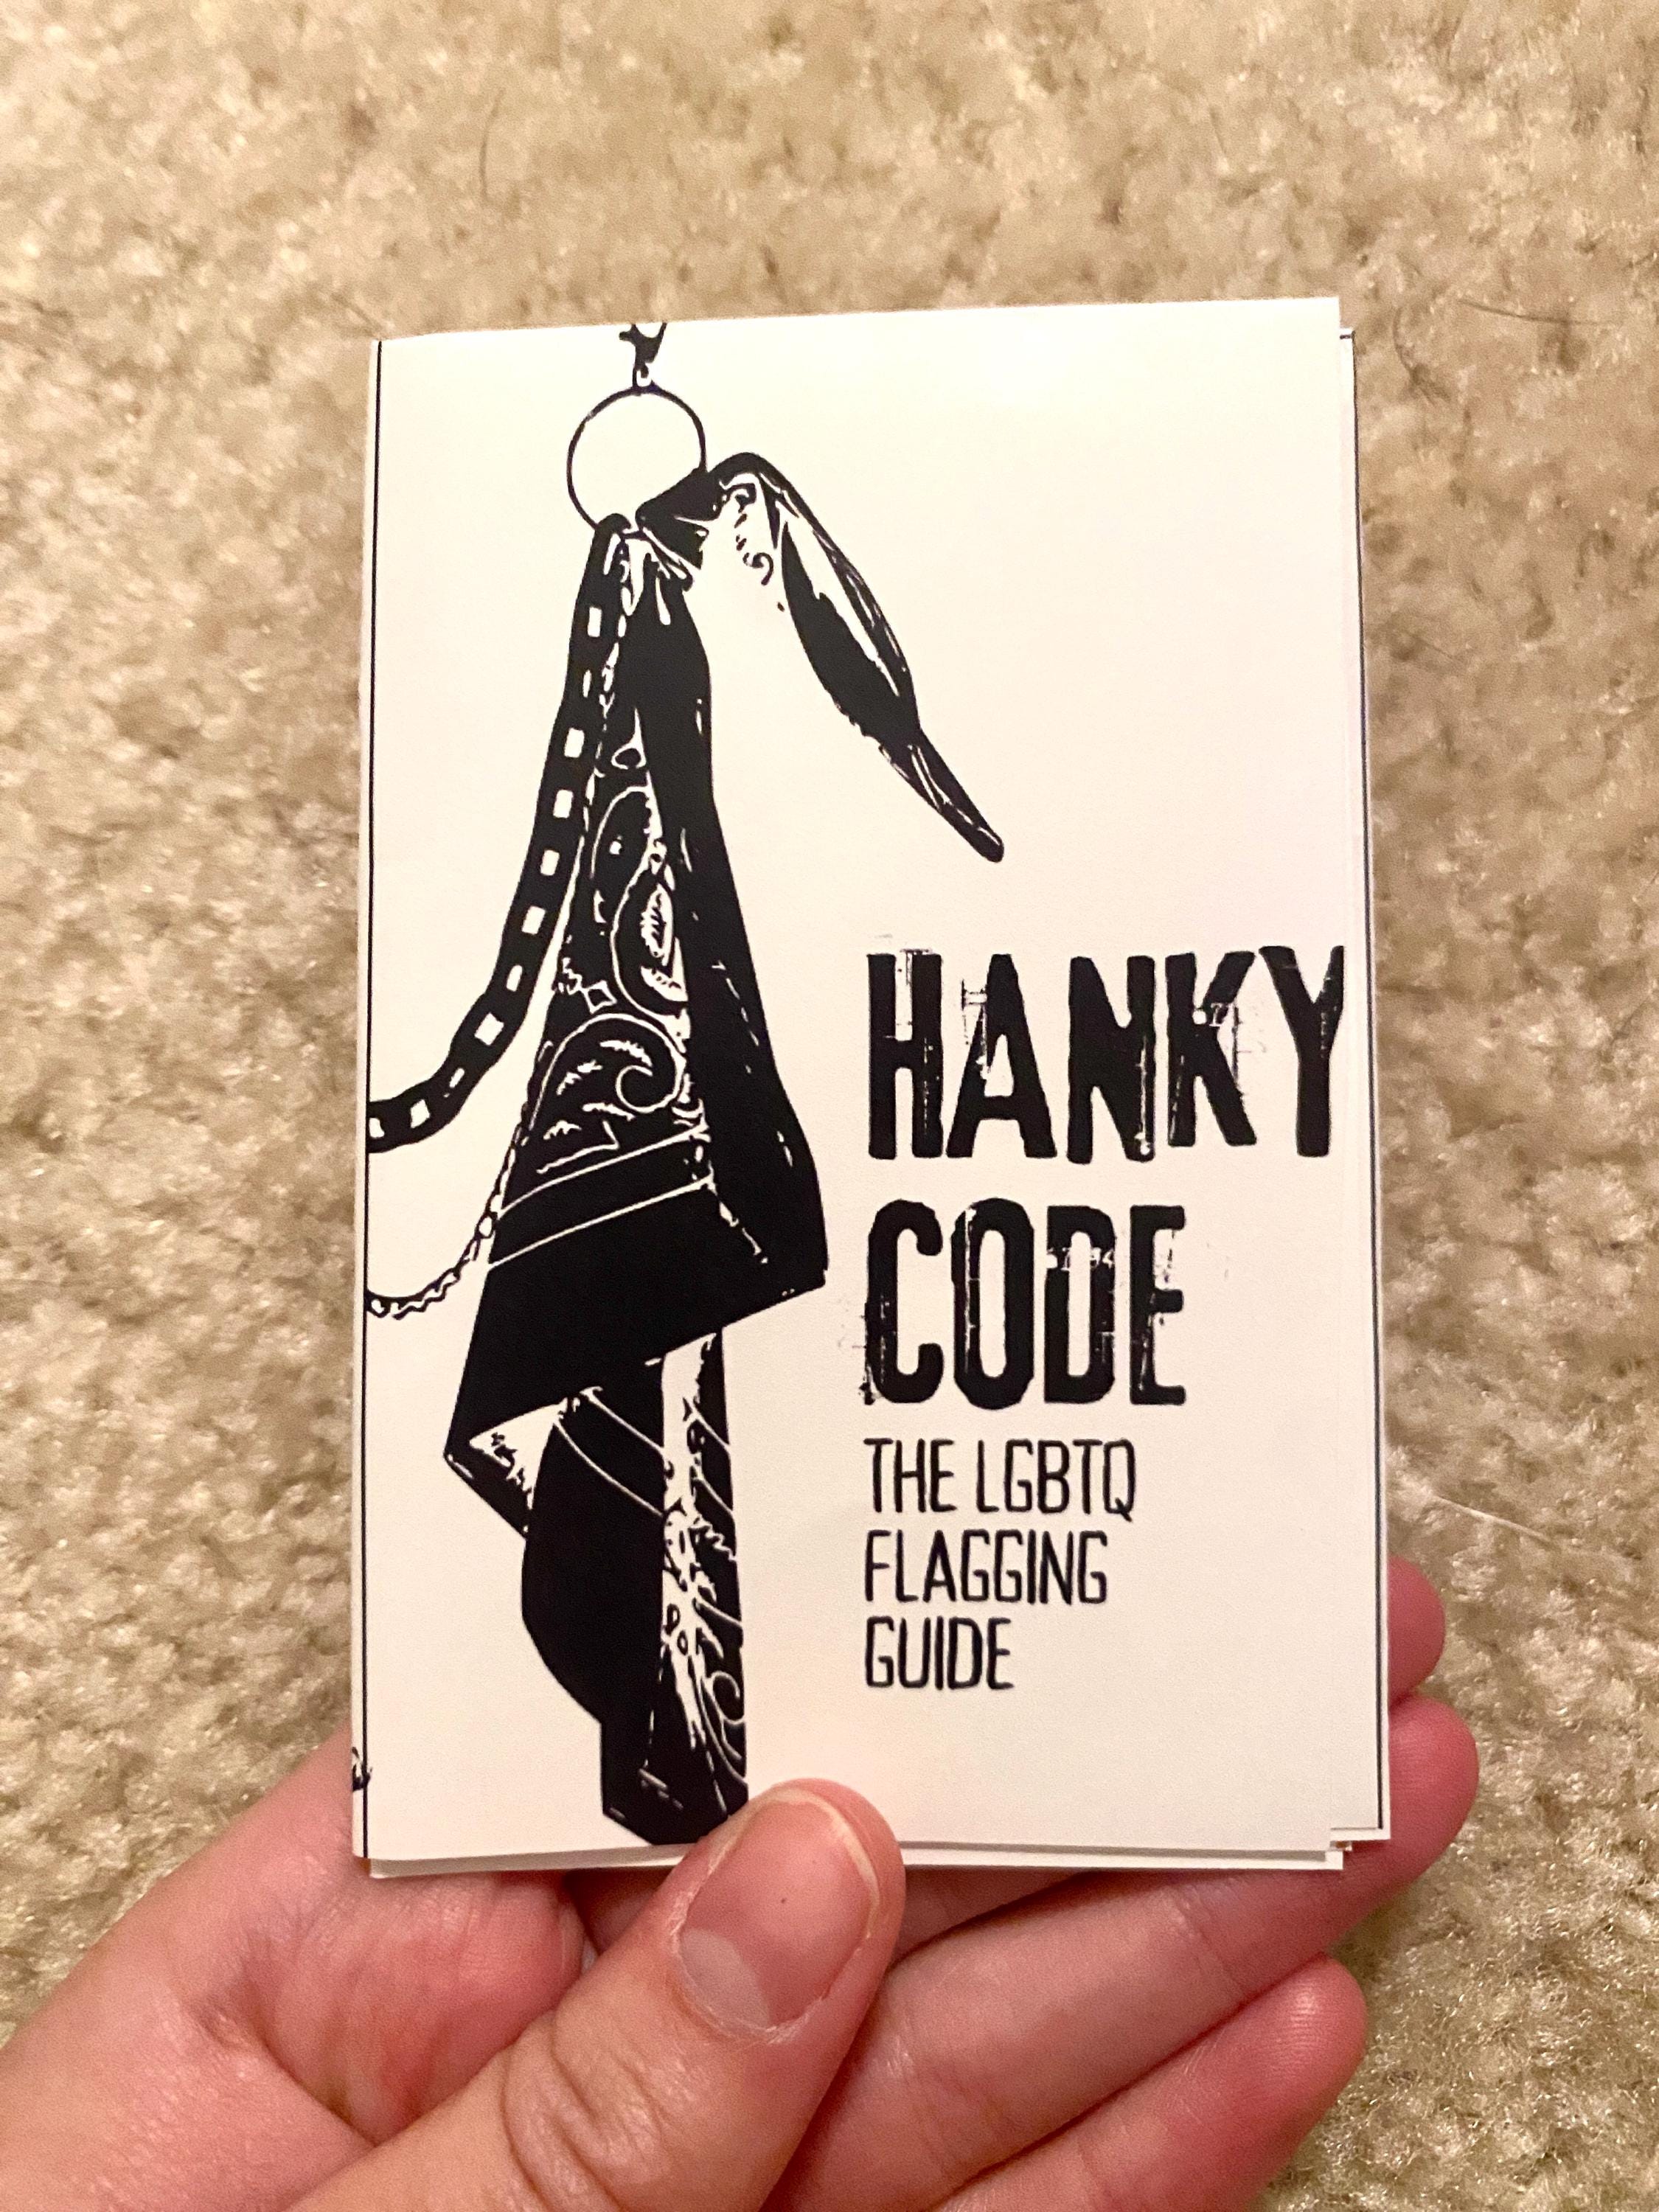 HANKY
CODE
THE LGBTQ
FLAGGING
GUIDE